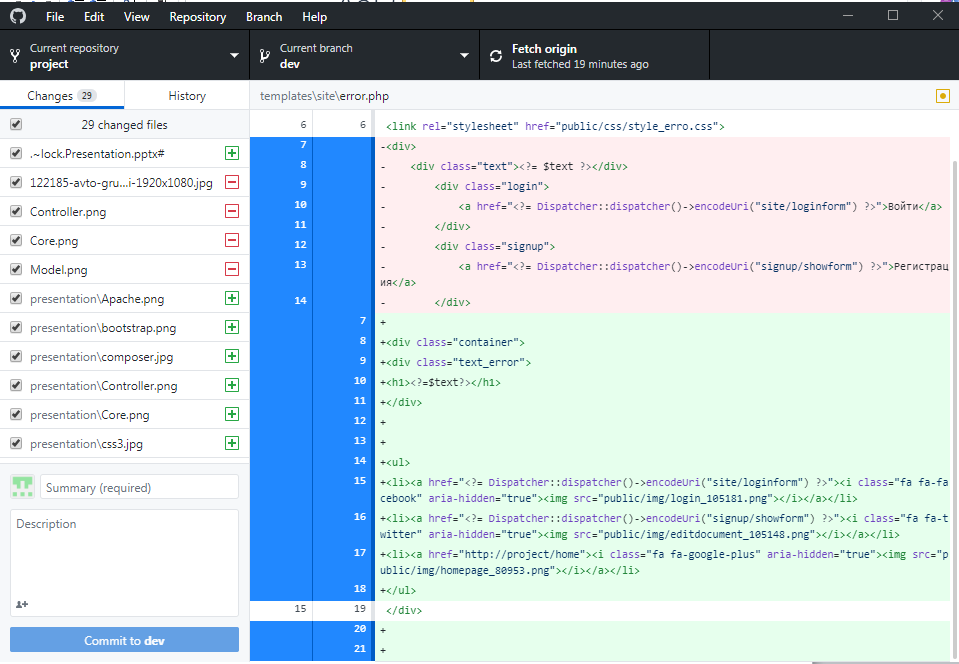 File Edit View Repository Branch Help
Current repository
project
Current branch
dev
Fetch origin
Last fetched 19 minutes ago
Changes 29 History
29 changed files
.~lock.Presentation.pptx#
122185-avto-gru...i-1920x1080.jpg
Controller.png
Core.png
Model.png
presentation\Apache.png
presentation\bootstrap.png
presentation\composer.jpg
presentation\Controller.png
presentation\Core.png
presentation\css3.jpg
Summary (required)
Description
Commit to dev
templates\site\error.php
6 6 <link rel="stylesheet" href="public/css/style_erro.css">
7 -<div>
8 - <div class="text"><?= $text ?></div>
9 - <div class="login">
10 - <a href="<?= Dispatcher::dispatcher()->encodeUri("site/loginform") ?>">Войти</a>
11 - </div>
12 - <div class="signup">
13 - <a href="<?= Dispatcher::dispatcher()->encodeUri("signup/showform") ?>">Регистрац
ия</a>
14 - </div>
7 +
8 +<div class="container">
9 +<div class="text_error">
10 +<h1><?=$text?></h1>
11 +</div>
12 +
13 +
14 +<ul>
15 +<li><a href="<?= Dispatcher::dispatcher()->encodeUri("site/loginform") ?>"><i class="fa fa-fa
cebook" aria-hidden="true"><img src="public/img/login_105181.png"></i></a></li>
16 +<li><a href="<?= Dispatcher::dispatcher()->encodeUri("signup/showform") ?>"><i class="fa fa-t
witter" aria-hidden="true"><img src="public/img/editdocument_105148.png"></i></a></li>
17 +<li><a href="http://project/home"><i class="fa fa-google-plus" aria-hidden="true"><img src="p
ublic/img/homepage_80953.png"></i></a></li>
18 +</ul>
15 19 </div>
20 +
21 +